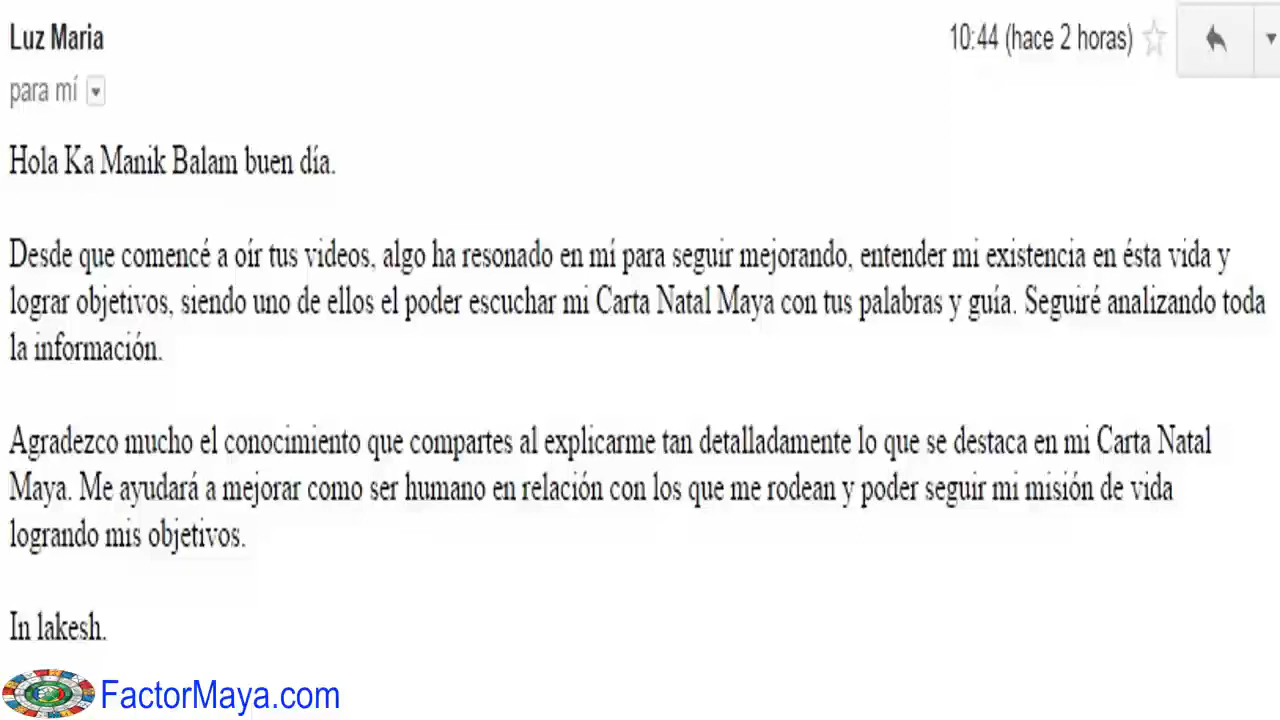 Luz Maria
10:44 (hace 2 horas)
para mí
Hola Ka Manik Balam buen día.
Desde que comencé a oír tus videos, algo ha resonado en mí para seguir mejorando, entender mi existencia en ésta vida y
lograr objetivos, siendo uno de ellos el poder escuchar mi Carta Natal Maya con tus palabras y guía. Seguiré analizando toda
la información.
Agradezco mucho el conocimiento que compartes al explicarme tan detalladamente lo que se destaca en mi Carta Natal
Maya. Me ayudará a mejorar como ser humano en relación con los que me rodean y poder seguir mi misión de vida
logrando mis objetivos.
In lakesh.
FactorMaya.com